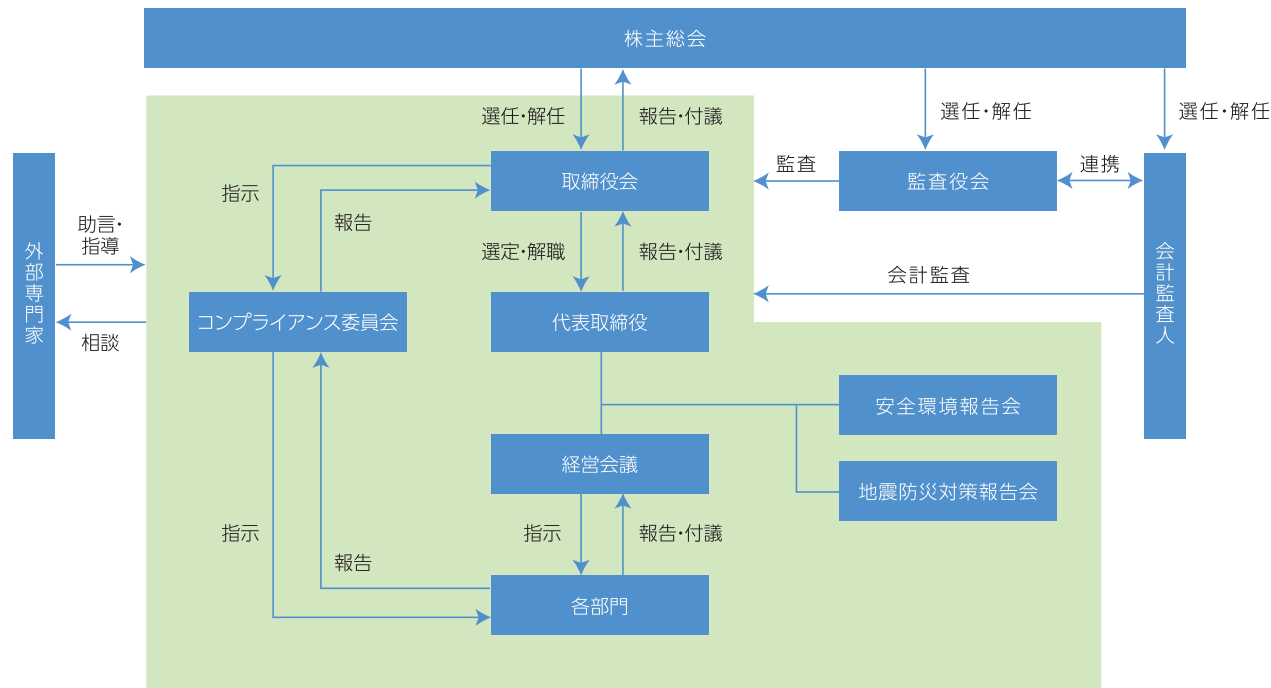 株主総会
選任・解任
報告・付議
選任・解任
選任・解任
取締役会
監査
監査役会
連携
指示
報告
助言・
指導
外部専門家
選定・解職
報告・付議
会計監査
会計監査人
コンプライアンス委員会
代表取締役
相談
安全環境報告会
経営会議
地震防災対策報告会
指示
指示
報告・付議
報告
各部門